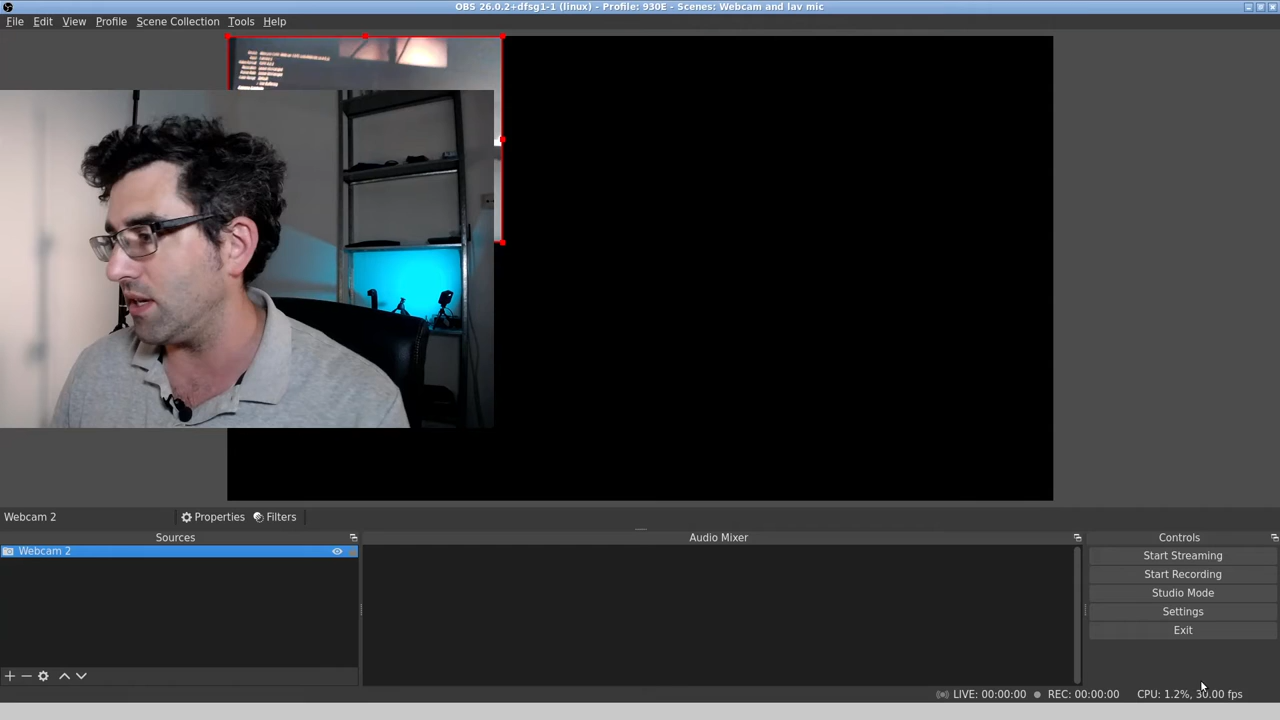 OBS 26.0.2+dfsg1-1 (linux) - Profile: 930E - Scenes: Webcam and lav mic
File Edit View Profile Scene Collection Tools Help
Webcam 2 Properties Filters
Sources Audio Mixer Controls
Webcam 2
Start Streaming
Start Recording
Studio Mode
Settings
Exit
LIVE: 00:00:00 REC: 00:00:00 CPU: 1.2%, 30.00 fps